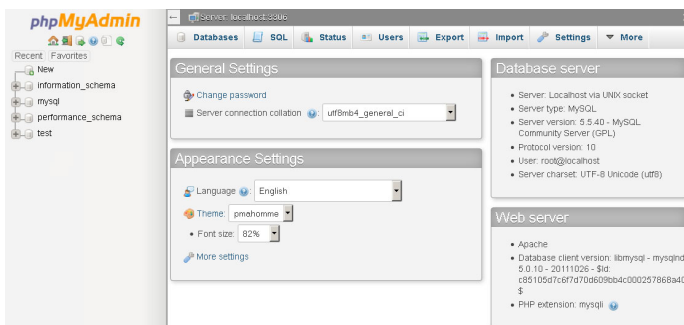 phpMyAdmin
Recent Favorites
New
information_schema
mysql
performance_schema
test
Server: localhost:3306
Databases SQL Status Users Export Import Settings More
General Settings
Change password
Server connection collation : utf8mb4_general_ci
Appearance Settings
Language : English
Theme: pmahomme
Font size: 82%
More settings
Database server
Server: Localhost via UNIX socket
Server type: MySQL
Server version: 5.5.40 - MySQL
Community Server (GPL)
Protocol version: 10
User: root@localhost
Server charset: UTF-8 Unicode (utf8)
Web server
Apache
Database client version: libmysql - mysqlnd
5.0.10 - 20111026 - $Id:
c85105d7c6f7d70d609bb4c000257868a40
$
PHP extension: mysqli